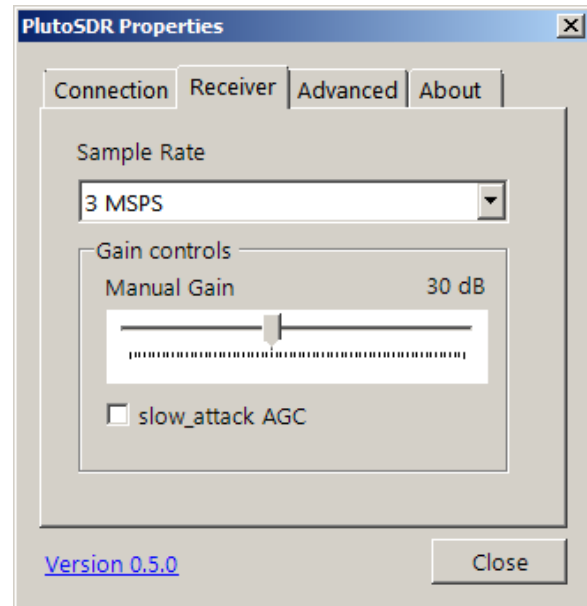 PlutoSDR Properties
Connection Receiver Advanced About
Sample Rate
3 MSPS
Gain controls
Manual Gain 30 dB
slow_attack AGC
Version 0.5.0 Close